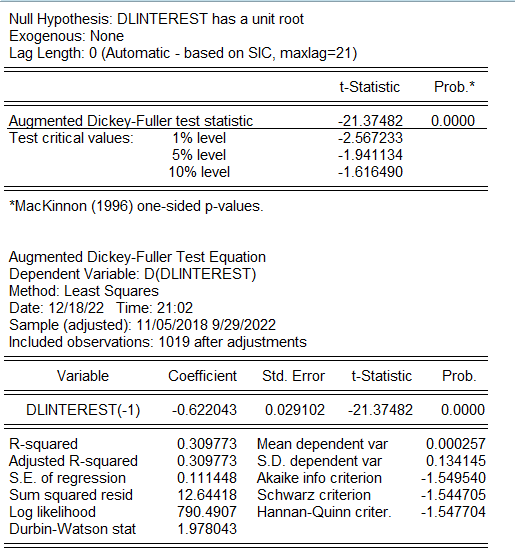 Null Hypothesis: DLINTEREST has a unit root
Exogenous: None
Lag Length: 0 (Automatic - based on SIC, maxlag=21)
t-Statistic Prob.*
Augmented Dickey-Fuller test statistic -21.37482 0.0000
Test critical values: 1% level -2.567233
5% level -1.941134
10% level -1.616490
*MacKinnon (1996) one-sided p-values.
Augmented Dickey-Fuller Test Equation
Dependent Variable: D(DLINTEREST)
Method: Least Squares
Date: 12/18/22 Time: 21:02
Sample (adjusted): 11/05/2018 9/29/2022
Included observations: 1019 after adjustments
Variable Coefficient Std. Error t-Statistic Prob.
DLINTEREST(-1) -0.622043 0.029102 -21.37482 0.0000
R-squared 0.309773 Mean dependent var 0.000257
Adjusted R-squared 0.309773 S.D. dependent var 0.134145
S.E. of regression 0.111448 Akaike info criterion -1.549540
Sum squared resid 12.64418 Schwarz criterion -1.544705
Log likelihood 790.4907 Hannan-Quinn criter. -1.547704
Durbin-Watson stat 1.978043